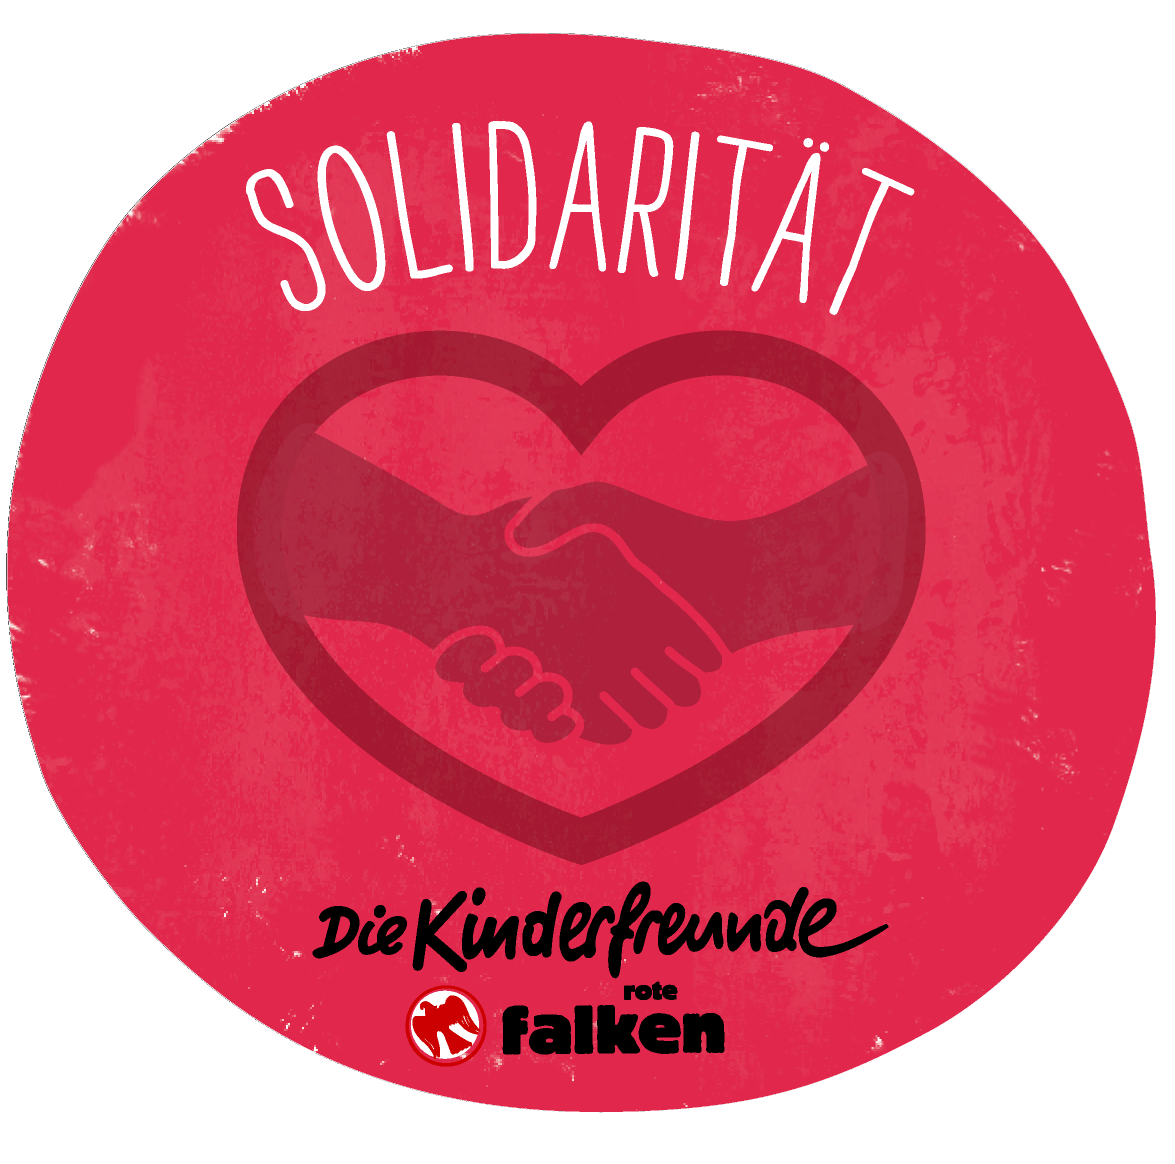 SOLIDARITÄT
Die Kinderfreunde
rote
falken